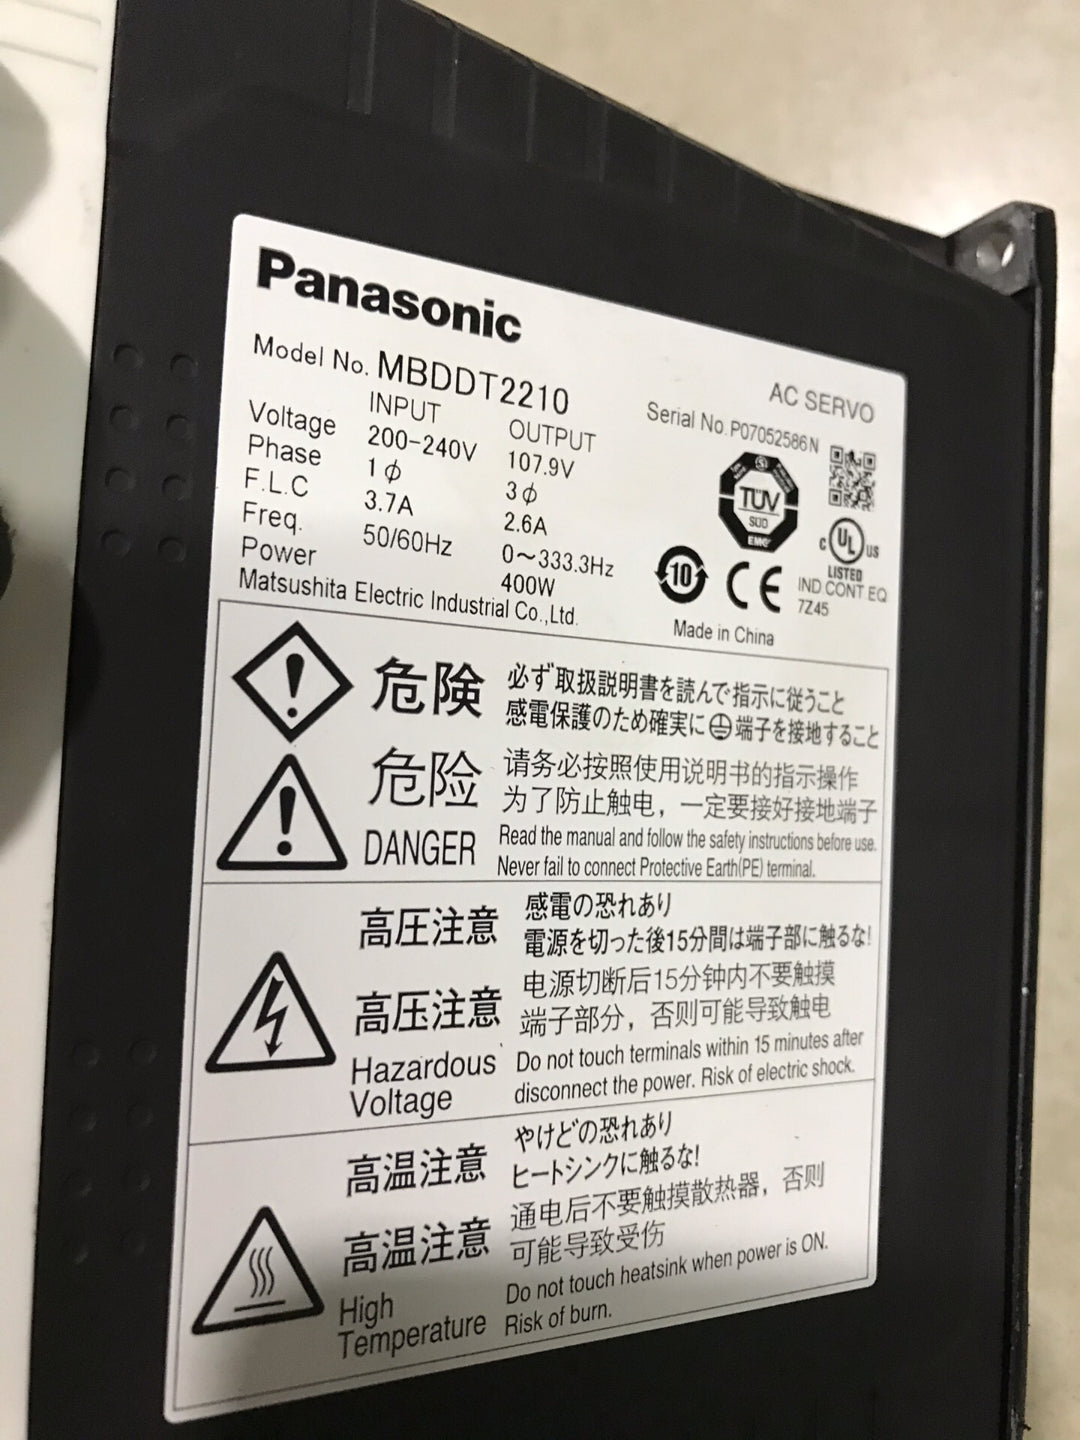 Panasonic
Model No. MBDDT2210
AC SERVO
Serial No. P07052586N
INPUT OUTPUT
Voltage 200-240V 107.9V
Phase 1φ 3φ
F.L.C 3.7A 2.6A
Freq. 50/60Hz 0~333.3Hz
Power 400W
Matsushita Electric Industrial Co.,Ltd.
TÜV
SÜD
EMC
c UL US
LISTED
IND CONT EQ
7Z45
10
CE
Made in China
危険
必ず取扱説明書を読んで指示に従うこと
感電保護のため確実に端子を接地すること
危险
请务必按照使用说明书的指示操作
为了防止触电，一定要接好接地端子
DANGER
Read the manual and follow the safety instructions before use.
Never fail to connect Protective Earth(PE) terminal.
高圧注意
感電の恐れあり
電源を切った後15分間は端子部に触るな!
高压注意
电源切断后15分钟内不要触摸
端子部分，否则可能导致触电
Hazardous
Voltage
Do not touch terminals within 15 minutes after
disconnect the power. Risk of electric shock.
高温注意
やけどの恐れあり
ヒートシンクに触るな!
高温注意
通电后不要触摸散热器，否则
可能导致受伤
High
Temperature
Do not touch heatsink when power is ON.
Risk of burn.